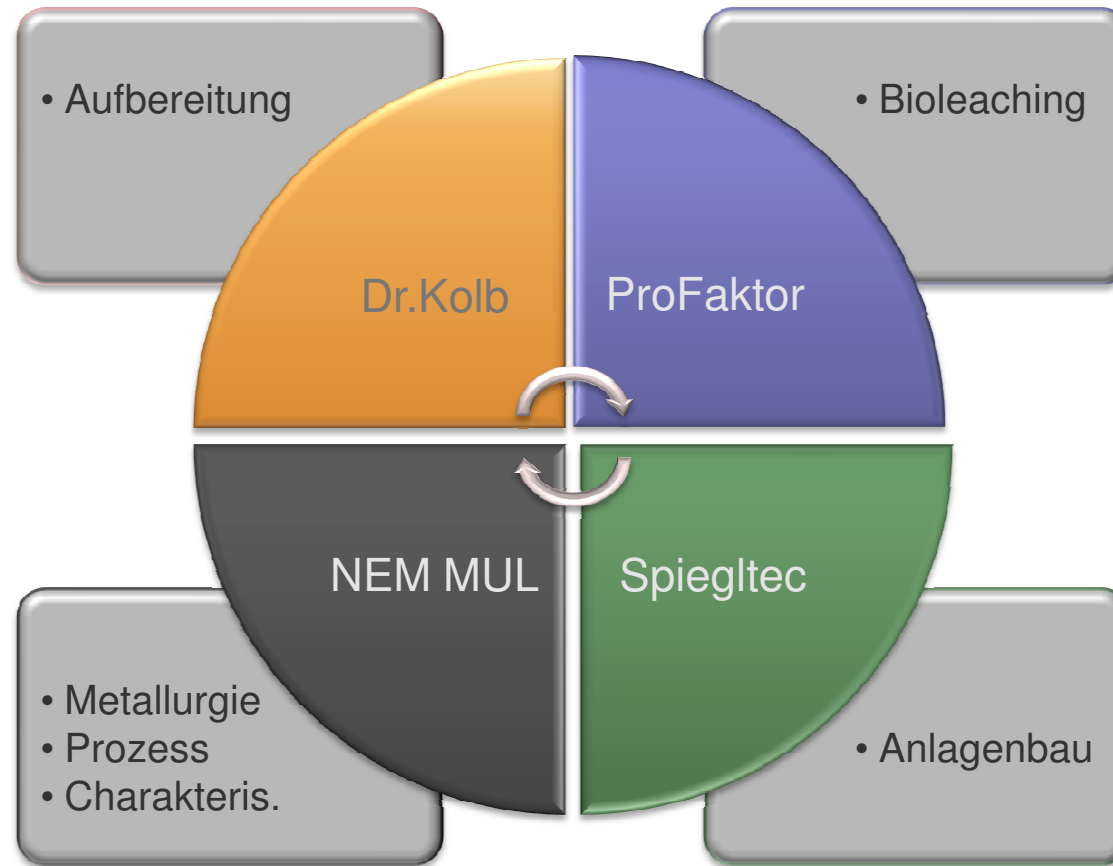 • Aufbereitung
• Bioleaching
Dr.Kolb
ProFaktor
NEM MUL
Spiegltec
• Metallurgie
• Prozess
• Charakteris.
• Anlagenbau